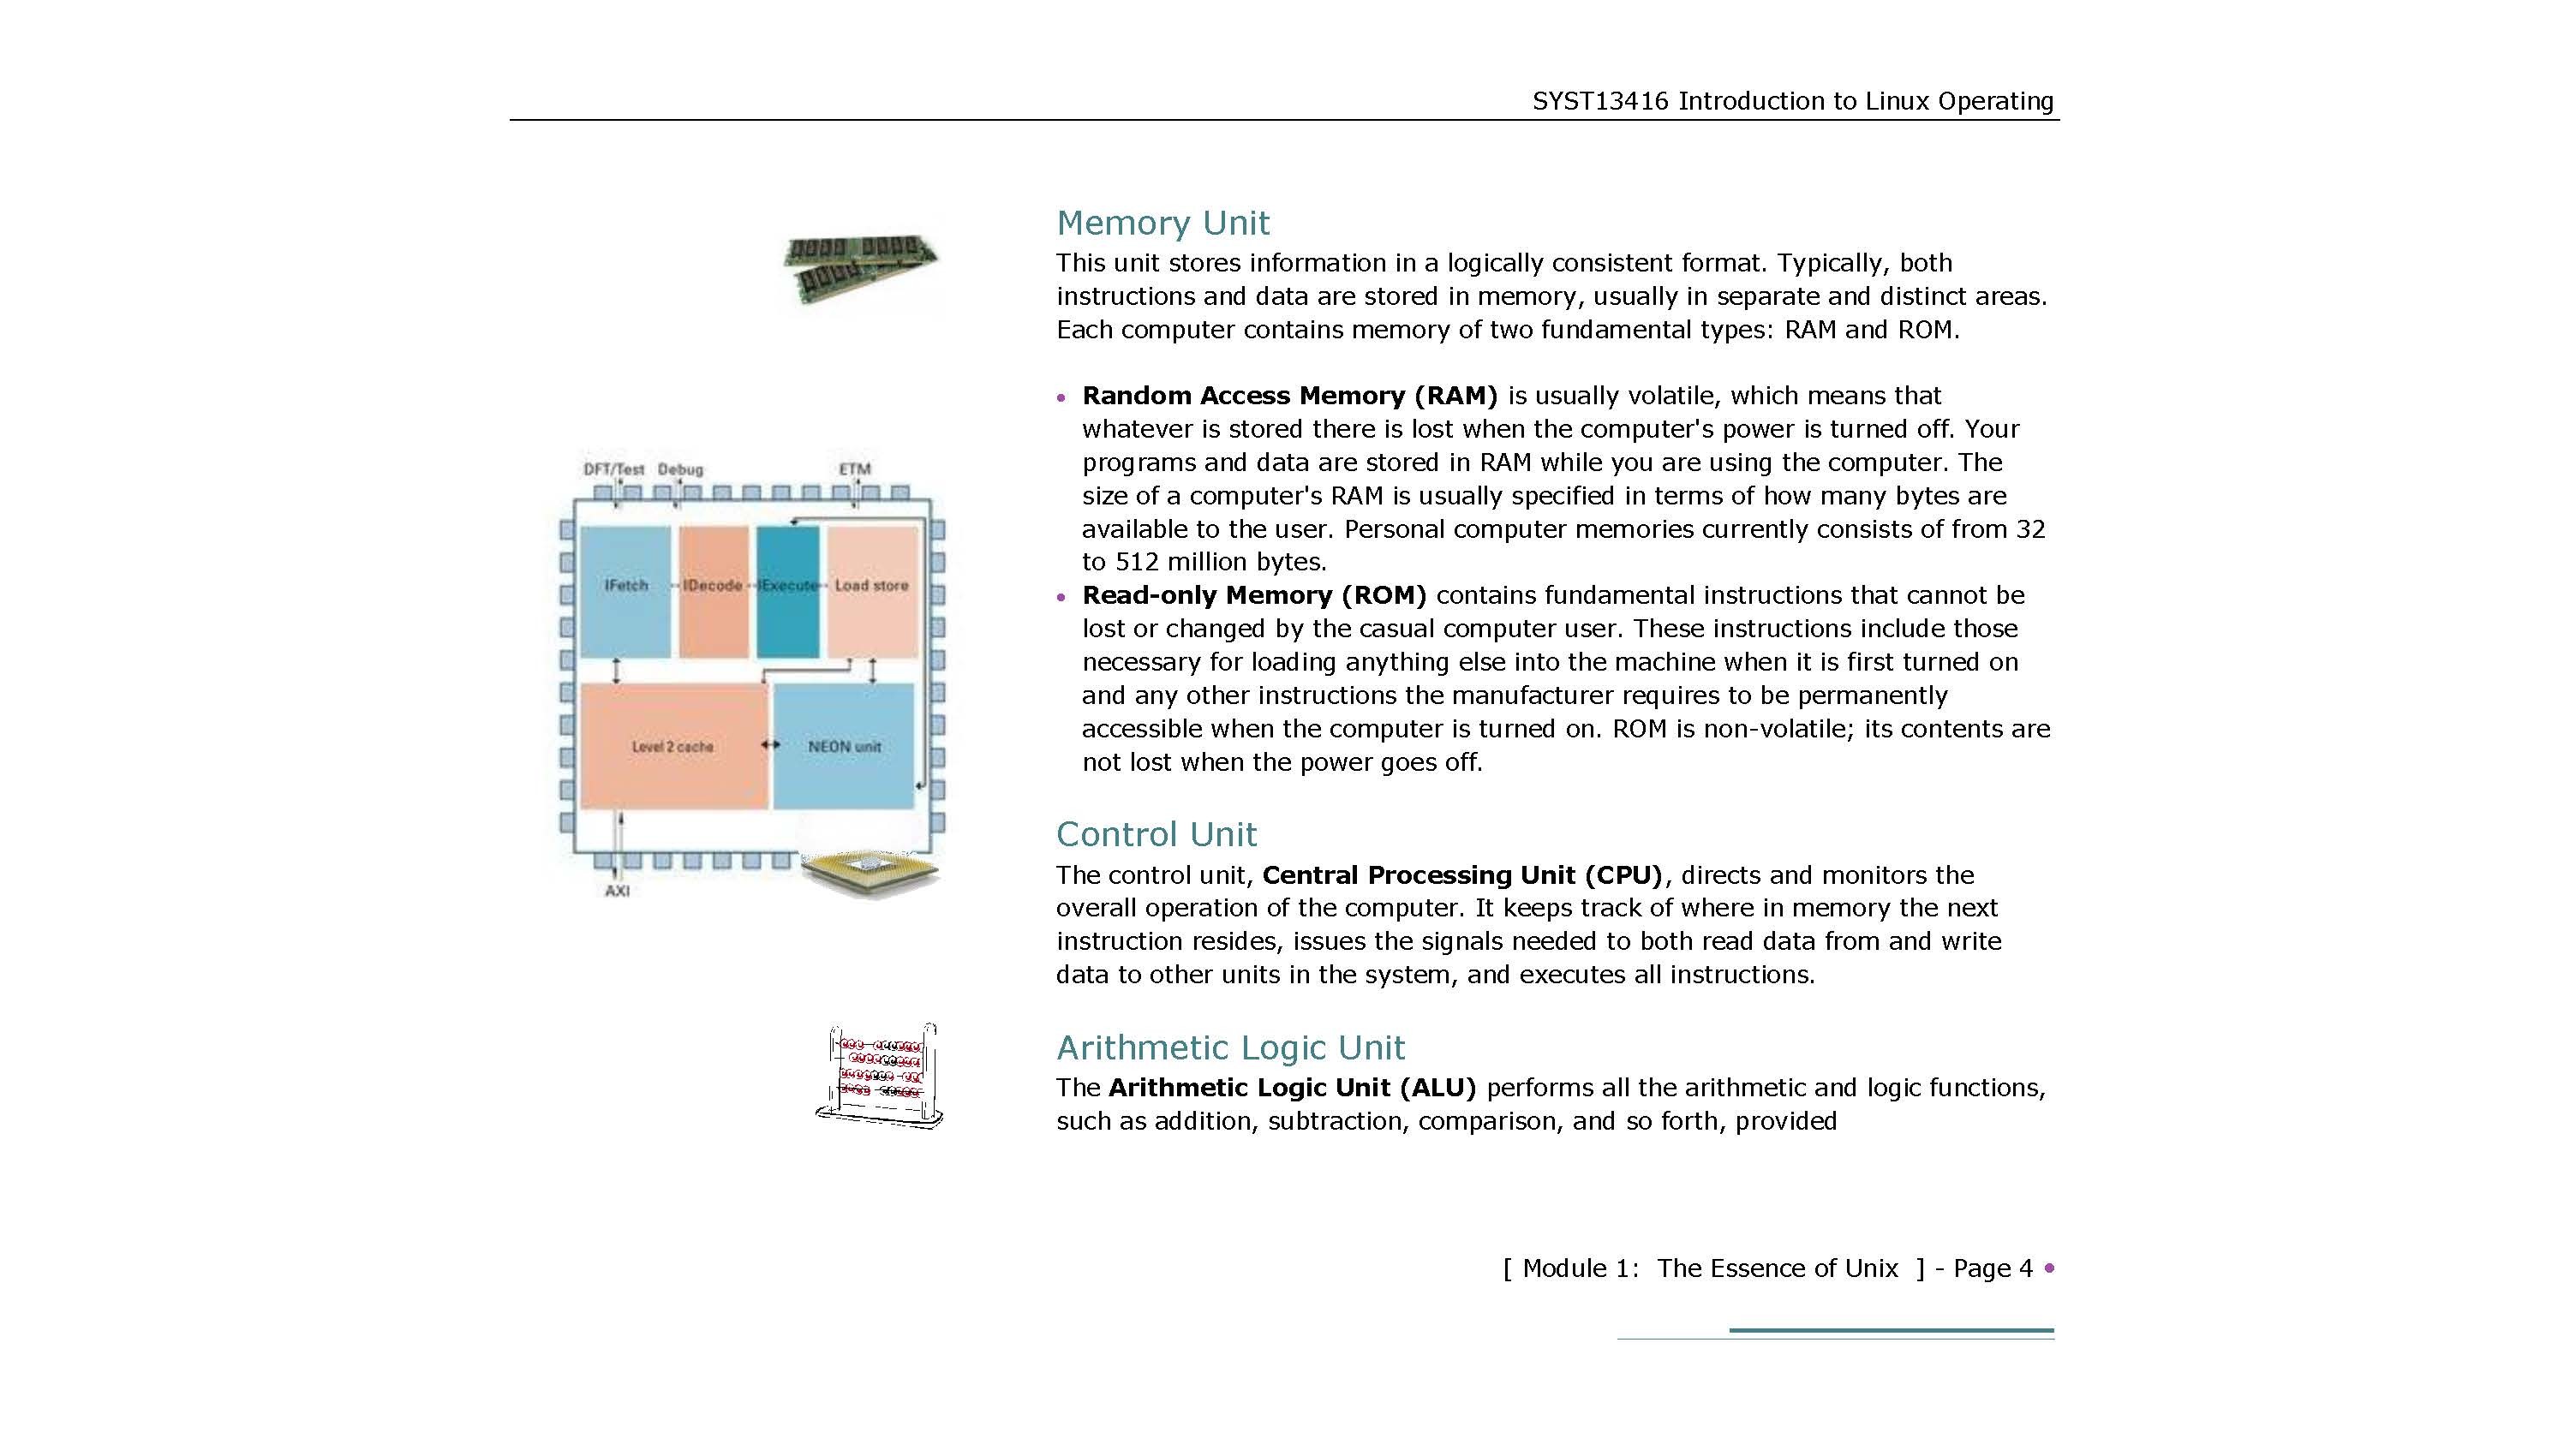 SYST13416 Introduction to Linux Operating
Memory Unit
This unit stores information in a logically consistent format. Typically, both
instructions and data are stored in memory, usually in separate and distinct areas.
Each computer contains memory of two fundamental types: RAM and ROM.
• Random Access Memory (RAM) is usually volatile, which means that
whatever is stored there is lost when the computer's power is turned off. Your
programs and data are stored in RAM while you are using the computer. The
size of a computer's RAM is usually specified in terms of how many bytes are
available to the user. Personal computer memories currently consists of from 32
to 512 million bytes.
• Read-only Memory (ROM) contains fundamental instructions that cannot be
lost or changed by the casual computer user. These instructions include those
necessary for loading anything else into the machine when it is first turned on
and any other instructions the manufacturer requires to be permanently
accessible when the computer is turned on. ROM is non-volatile; its contents are
not lost when the power goes off.
DFT/Test Debug ETM
IFetch IDecode IExecute Load store
Level 2 cache NEON unit
AXI
Control Unit
The control unit, Central Processing Unit (CPU), directs and monitors the
overall operation of the computer. It keeps track of where in memory the next
instruction resides, issues the signals needed to both read data from and write
data to other units in the system, and executes all instructions.
Arithmetic Logic Unit
The Arithmetic Logic Unit (ALU) performs all the arithmetic and logic functions,
such as addition, subtraction, comparison, and so forth, provided
[ Module 1: The Essence of Unix ] - Page 4 •